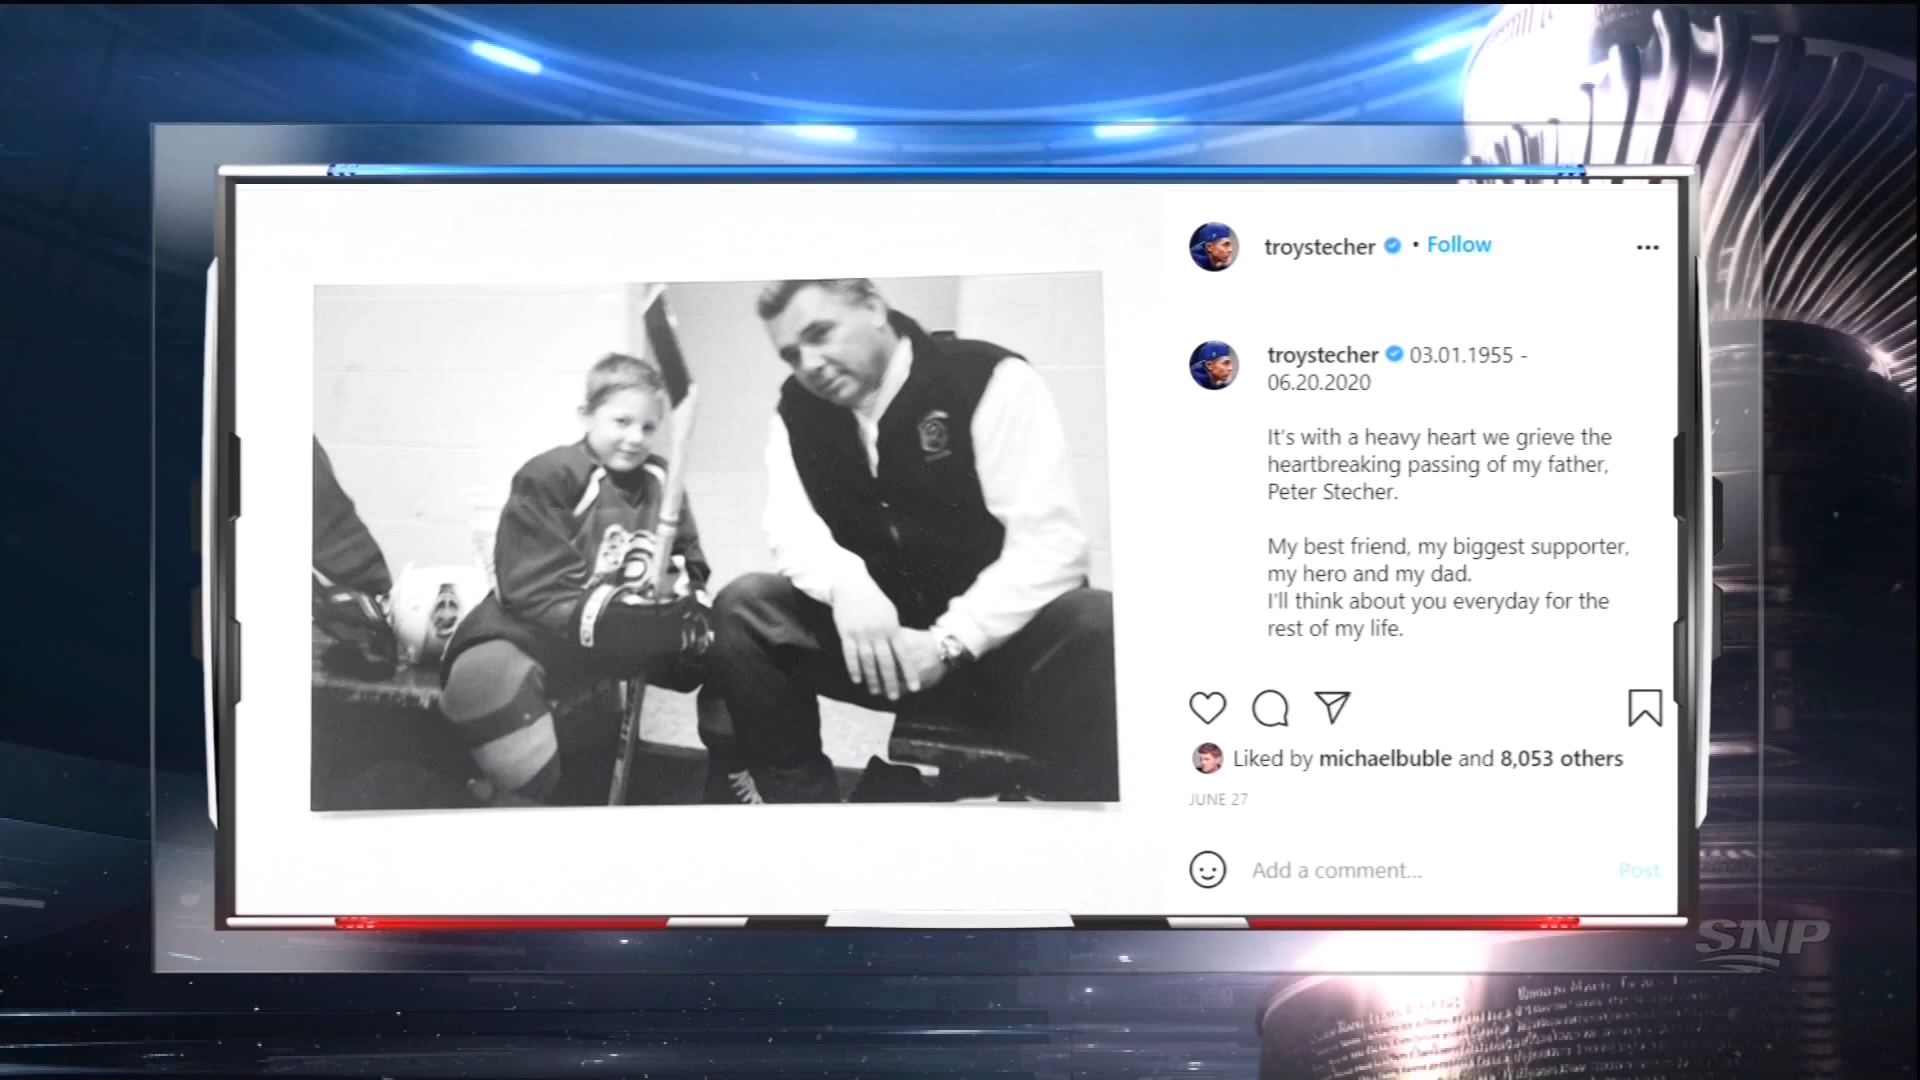 troystecher • Follow
troystecher 03.01.1955 -
06.20.2020
It's with a heavy heart we grieve the
heartbreaking passing of my father,
Peter Stecher.
My best friend, my biggest supporter,
my hero and my dad.
I'll think about you everyday for the
rest of my life.
Liked by michaelbuble and 8,053 others
JUNE 27
Add a comment...
Post
SNP